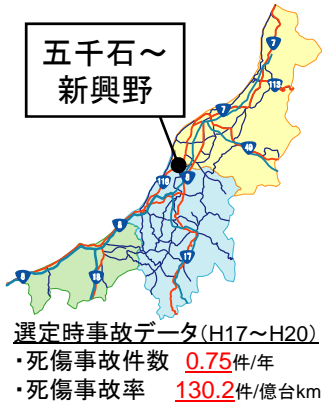 五千石～
新興野
7
7
113
49
116
8
8
17
18
8
選定時事故データ(H17～H20)
・死傷事故件数 0.75件/年
・死傷事故率 130.2件/億台km